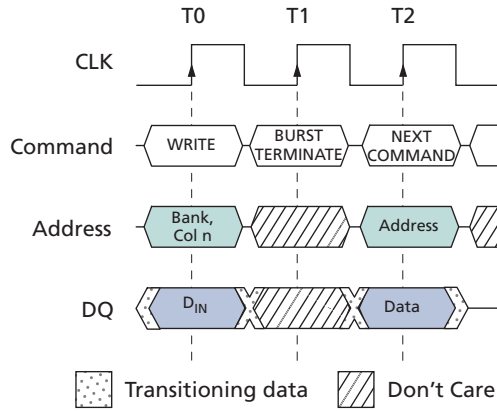 T0 T1 T2
CLK
Command WRITE BURST TERMINATE NEXT COMMAND
Address Bank, Col n Address
DQ DIN Data
Transitioning data Don't Care